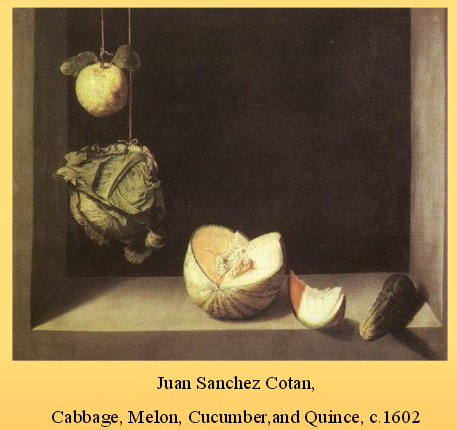 Juan Sanchez Cotan,
Cabbage, Melon, Cucumber,and Quince, c.1602